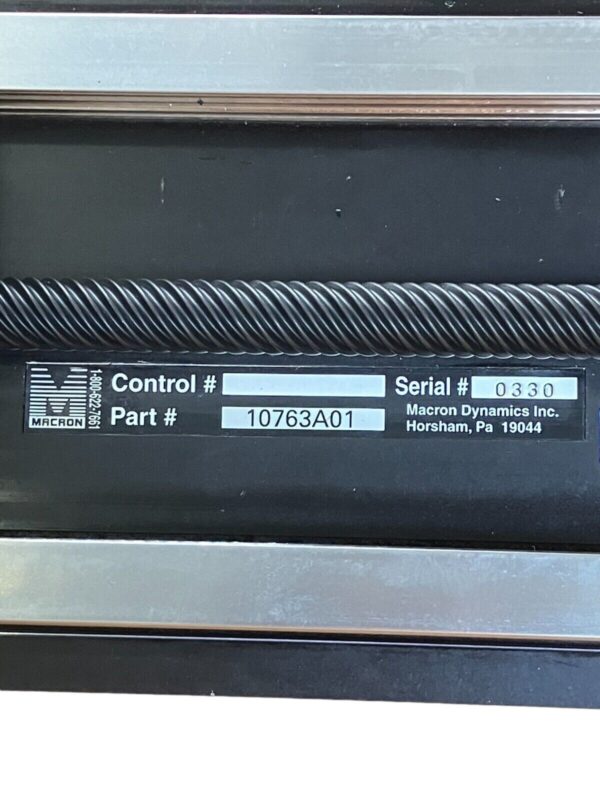 MACRON
1-800-622-7661
Control #
Part # 10763A01
Serial # 0330
Macron Dynamics Inc.
Horsham, Pa 19044